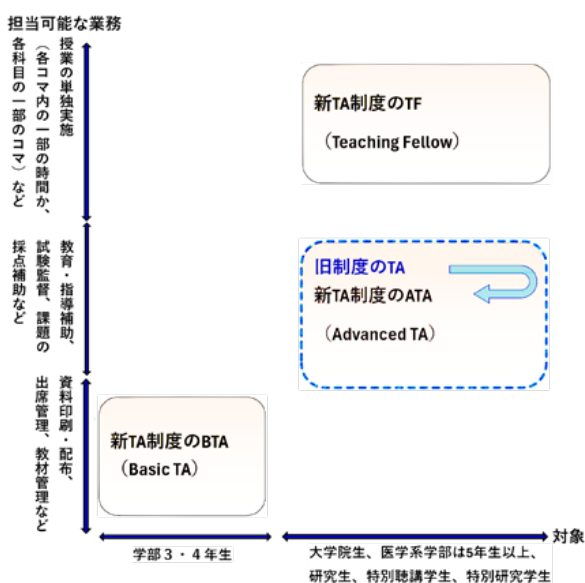 担当可能な業務
授業の単独実施
（各コマ内の一部の時間か、
各科目の一部のコマ）など
新TA制度のTF
（Teaching Fellow）
教育・指導補助、
試験監督、課題の
採点補助など
旧制度のTA
新TA制度のATA
（Advanced TA）
資料印刷・配布、
出席管理、教材管理など
新TA制度のBTA
（Basic TA）
対象
学部３・４年生
大学院生、医学系学部は5年生以上、
研究生、特別聴講学生、特別研究学生